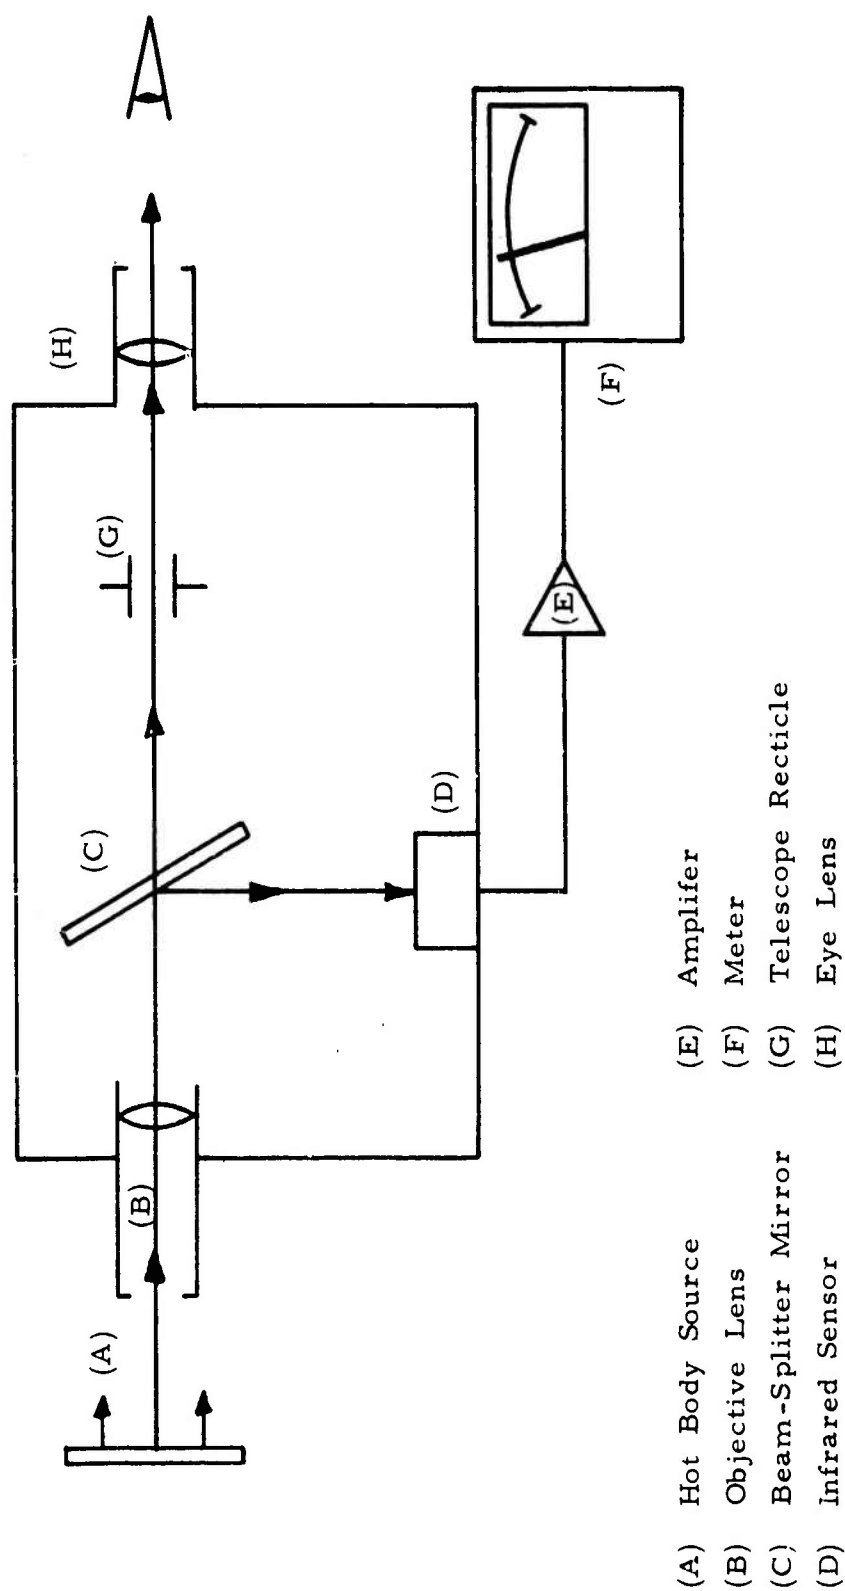 (A)
(B)
(C)
(D)
(E)
(F)
(G)
(H)
(A) Hot Body Source
(B) Objective Lens
(C) Beam-Splitter Mirror
(D) Infrared Sensor
(E) Amplifer
(F) Meter
(G) Telescope Recticle
(H) Eye Lens